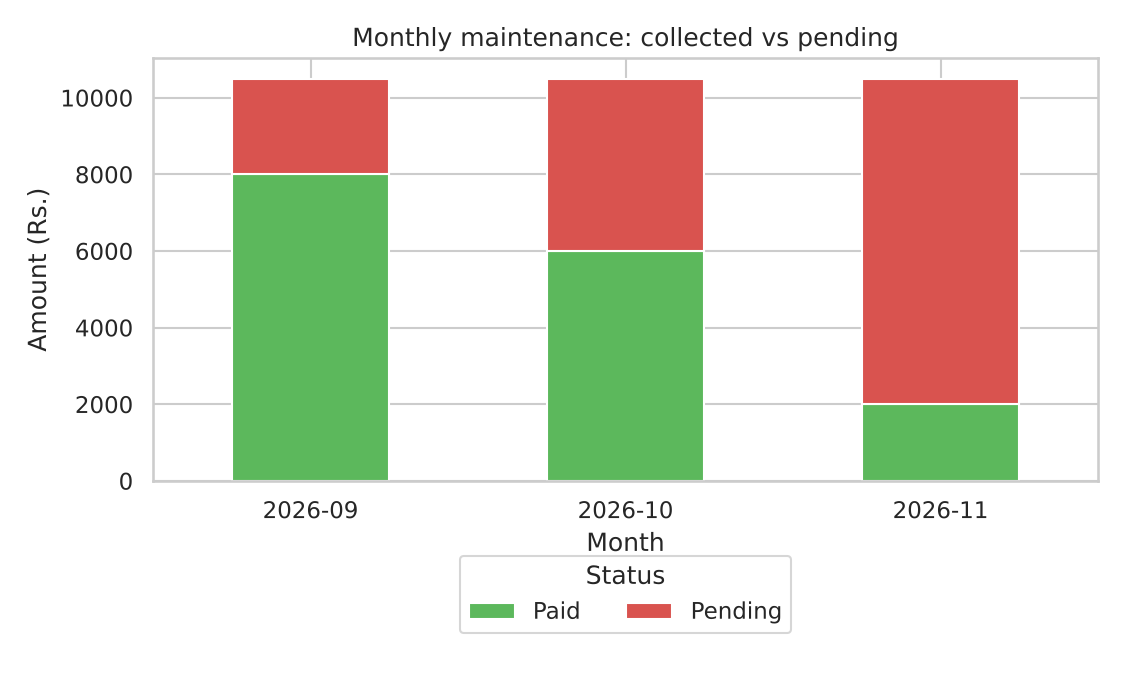 Monthly maintenance: collected vs pending
Amount (Rs.)
10000
8000
6000
4000
2000
0
2026-09 2026-10 2026-11
Month
Status
Paid Pending